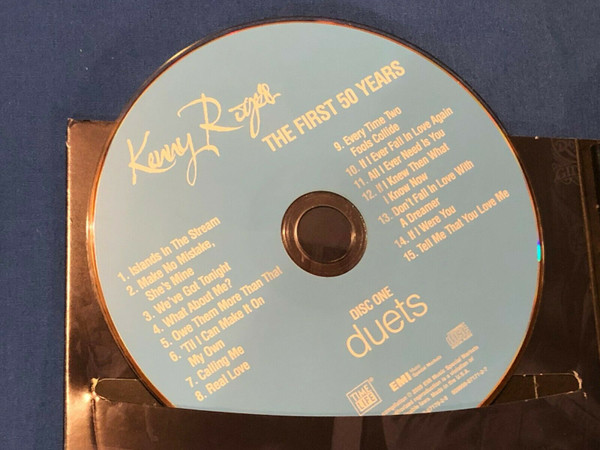 Kenny Rogers
THE FIRST 50 YEARS
1. Islands In The Stream
2. Make No Mistake,
She's Mine
3. We've Got Tonight
4. What About Me?
5. Owe Them More Than That
6. 'Til I Can Make It On
My Own
7. Calling Me
8. Real Love
9. Every Time Two
Fools Collide
10. If I Ever Fall In Love Again
11. All I Ever Need Is You
12. If I Knew Then What
I Know Now
13. Don't Fall In Love With
A Dreamer
14. If I Were You
15. Tell Me That You Love Me
DISC ONE
duets
TIME
LIFE
EMI